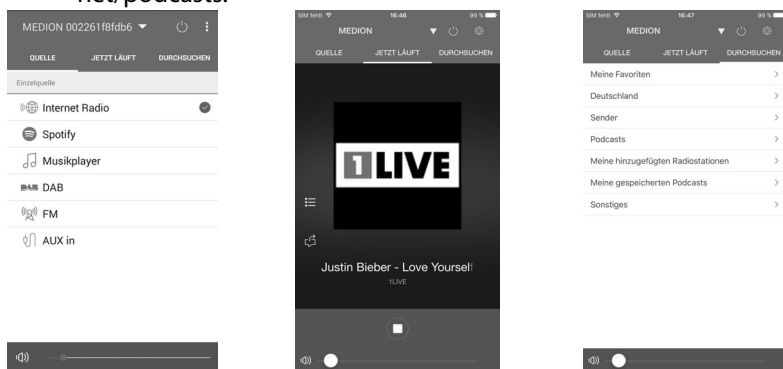 net/podcasts.
MEDION 002261f8fdb6
QUELLE JETZT LÄUFT DURCHSUCHEN
Einzelquelle
Internet Radio
Spotify
Musikplayer
DAB DAB
FM
AUX in
SIM fehlt 16:46 99 %
MEDION
QUELLE JETZT LÄUFT DURCHSUCHEN
1LIVE
Justin Bieber - Love Yourself
1LIVE
SIM fehlt 16:47 99 %
MEDION
QUELLE JETZT LÄUFT DURCHSUCHEN
Meine Favoriten
Deutschland
Sender
Podcasts
Meine hinzugefügten Radiostationen
Meine gespeicherten Podcasts
Sonstiges